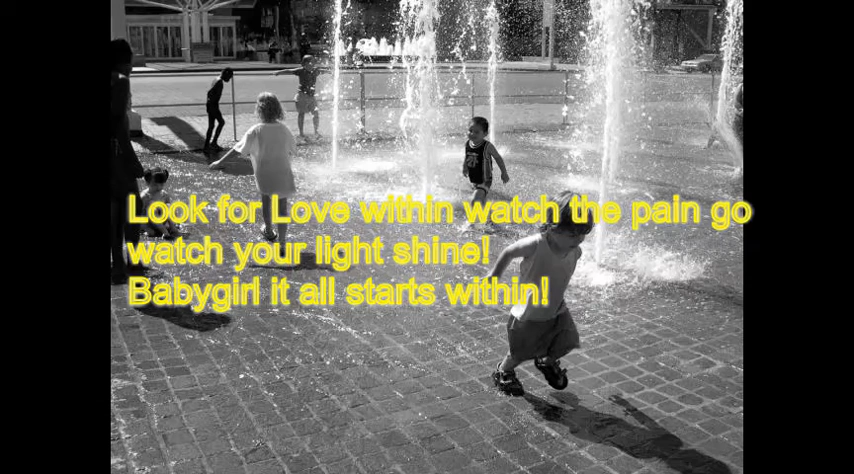 Look for Love within watch the pain go
watch your light shine!
Babygirl it all starts within!